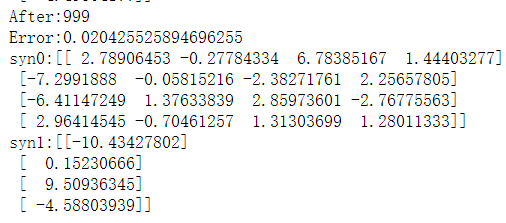 After:999
Error:0.020425525894696255
syn0:[[ 2.78906453 -0.27784334  6.78385167  1.44403277]
 [-7.2991888  -0.05815216 -2.38271761  2.25657805]
 [-6.41147249  1.37633839  2.85973601 -2.76775563]
 [ 2.96414545 -0.70461257  1.31303699  1.28011333]]
syn1:[[-10.43427802]
 [  0.15230666]
 [  9.50936345]
 [ -4.58803939]]